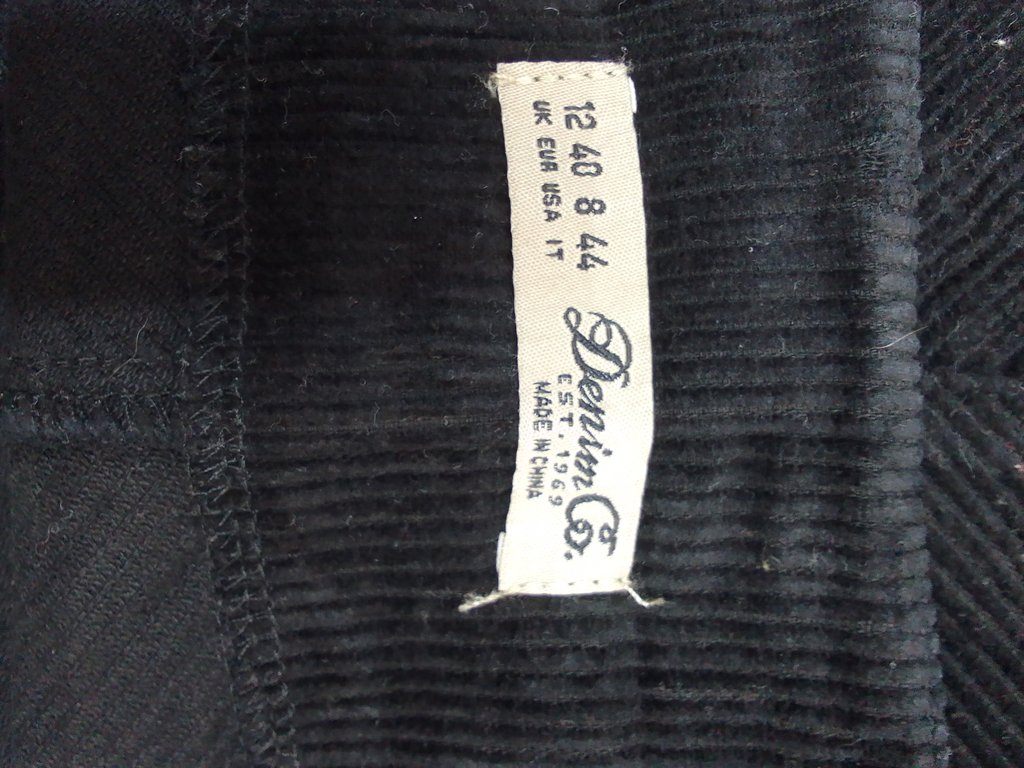 12 40 8 44
UK EUR USA IT
Denim Co.
EST. 1969
MADE IN CHINA